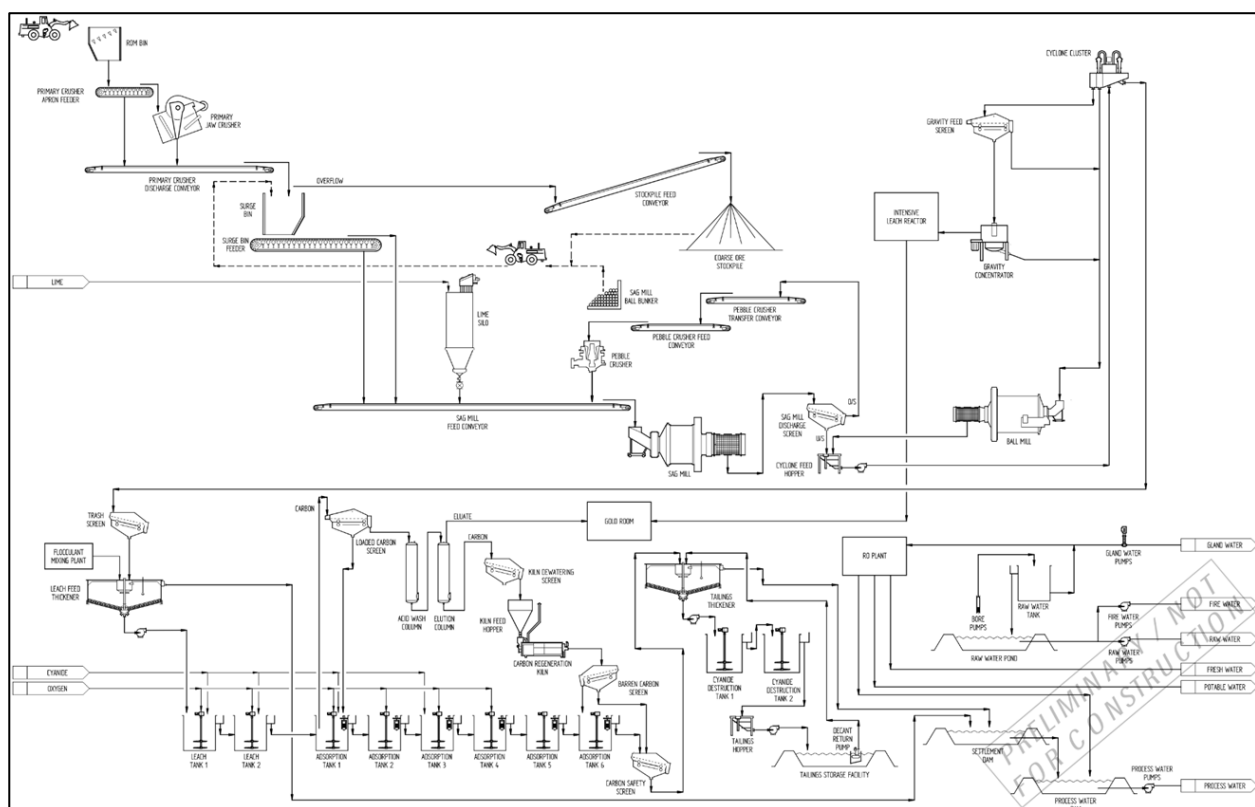 ROM BIN
PRIMARY CRUSHER
APRON FEEDER
PRIMARY
JAW CRUSHER
PRIMARY CRUSHER
DISCHARGE CONVEYOR
OVERFLOW
SURGE
BIN
SURGE BIN
FEEDER
STOCKPILE FEED
CONVEYOR
COARSE ORE
STOCKPILE
CYCLONE CLUSTER
GRAVITY FEED
SCREEN
INTENSIVE
LEACH REACTOR
GRAVITY
CONCENTRATOR
LIME
LIME
SILO
SAG MILL
BALL BUNKER
PEBBLE CRUSHER
TRANSFER CONVEYOR
PEBBLE CRUSHER FEED
CONVEYOR
PEBBLE
CRUSHER
SAG MILL
FEED CONVEYOR
SAG MILL
SAG MILL
DISCHARGE
SCREEN
O/S
U/S
CYCLONE FEED
HOPPER
BALL MILL
TRASH
SCREEN
FLOCCULANT
MIXING PLANT
LEACH FEED
THICKENER
CARBON
LOADED CARBON
SCREEN
ELUATE
ACID WASH
COLUMN
ELUTION
COLUMN
CARBON
KILN DEWATERING
SCREEN
KILN FEED
HOPPER
CARBON REGENERATION
KILN
GOLD ROOM
BARREN CARBON
SCREEN
TAILINGS
THICKENER
CYANIDE
DESTRUCTION
TANK 1
CYANIDE
DESTRUCTION
TANK 2
TAILINGS
HOPPER
DECANT
RETURN
PUMP
TAILINGS STORAGE FACILITY
RO PLANT
GLAND WATER
PUMPS
GLAND WATER
BORE
PUMPS
RAW WATER
TANK
RAW WATER POND
FIRE WATER
PUMPS
FIRE WATER
RAW WATER
PUMPS
RAW WATER
FRESH WATER
POTABLE WATER
CYANIDE
OXYGEN
LEACH
TANK 1
LEACH
TANK 2
ADSORPTION
TANK 1
ADSORPTION
TANK 2
ADSORPTION
TANK 3
ADSORPTION
TANK 4
ADSORPTION
TANK 5
ADSORPTION
TANK 6
CARBON SAFETY
SCREEN
SETTLEMENT
DAM
PROCESS WATER
PUMPS
PROCESS WATER
PROCESS WATER
PRELIMINARY / NOT
FOR CONSTRUCTION